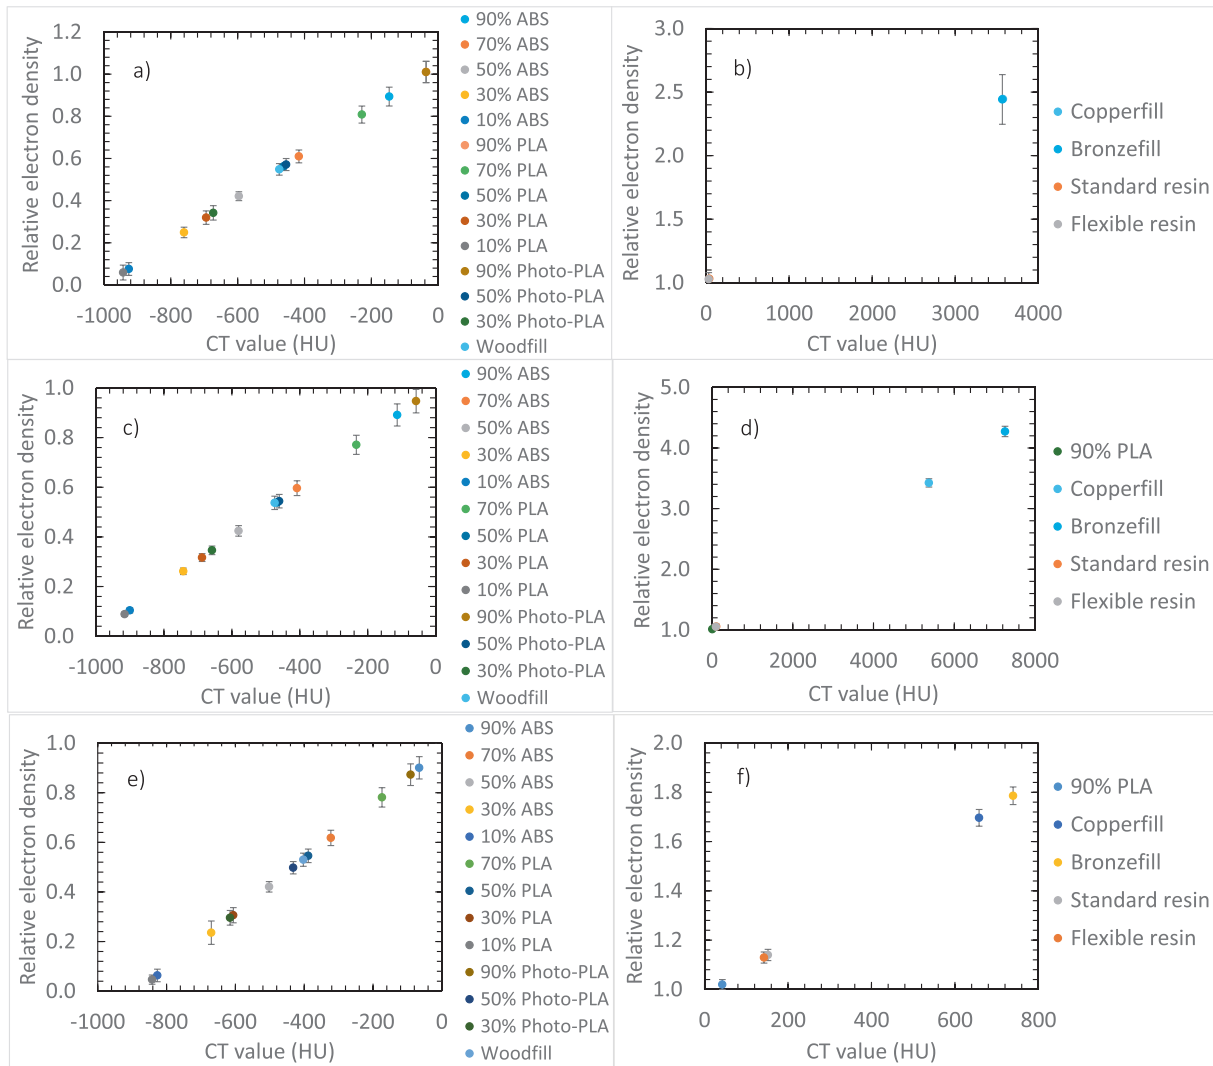 a)
Relative electron density
1.2
1.0
0.8
0.6
0.4
0.2
0.0
-1000 -800 -600 -400 -200 0
CT value (HU)
90% ABS
70% ABS
50% ABS
30% ABS
10% ABS
90% PLA
70% PLA
50% PLA
30% PLA
10% PLA
90% Photo-PLA
50% Photo-PLA
30% Photo-PLA
Woodfill
b)
Relative electron density
3.0
2.5
2.0
1.5
1.0
0 1000 2000 3000 4000
CT value (HU)
Copperfill
Bronzefill
Standard resin
Flexible resin
c)
Relative electron density
1.0
0.8
0.6
0.4
0.2
0.0
-1000 -800 -600 -400 -200 0
CT value (HU)
90% ABS
70% ABS
50% ABS
30% ABS
10% ABS
70% PLA
50% PLA
30% PLA
10% PLA
90% Photo-PLA
50% Photo-PLA
30% Photo-PLA
Woodfill
d)
Relative electron density
5.0
4.0
3.0
2.0
1.0
0 2000 4000 6000 8000
CT value (HU)
90% PLA
Copperfill
Bronzefill
Standard resin
Flexible resin
e)
Relative electron density
1.0
0.8
0.6
0.4
0.2
0.0
-1000 -800 -600 -400 -200 0
CT value (HU)
90% ABS
70% ABS
50% ABS
30% ABS
10% ABS
70% PLA
50% PLA
30% PLA
10% PLA
90% Photo-PLA
50% Photo-PLA
30% Photo-PLA
Woodfill
f)
Relative electron density
2.0
1.8
1.6
1.4
1.2
1.0
0 200 400 600 800
CT value (HU)
90% PLA
Copperfill
Bronzefill
Standard resin
Flexible resin